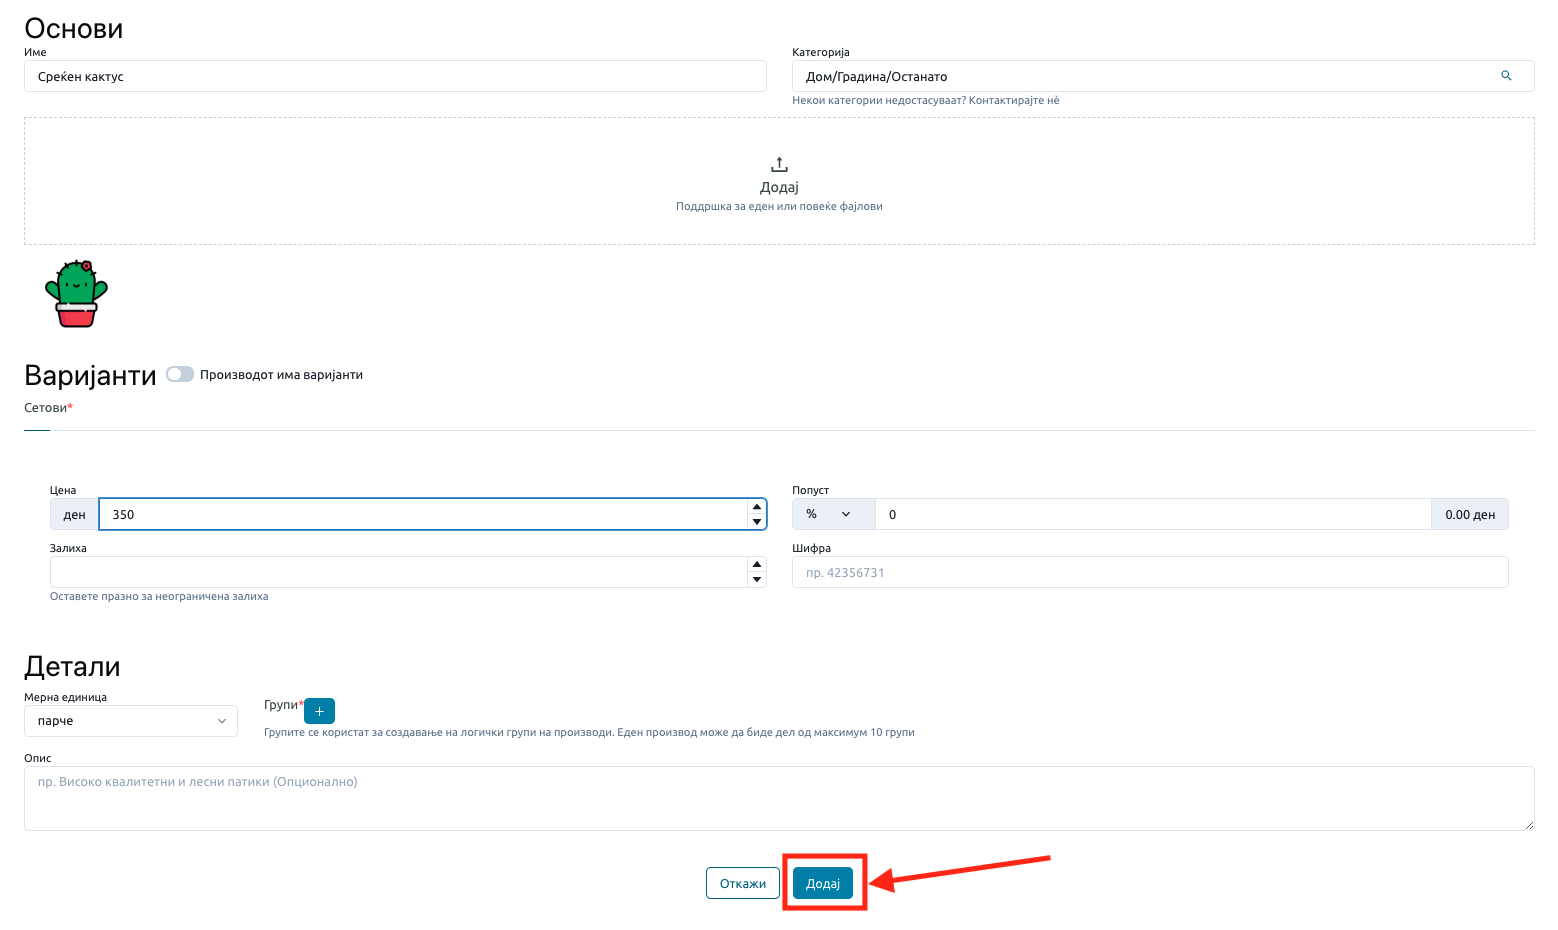 Основи
Име
Категорија
Среќен кактус
Дом/Градина/Останато
Некои категории недостасуваат? Контактирајте нѐ
Додај
Поддршка за еден или повеќе фајлови
Варијанти
Производот има варијанти
Сетови*
Цена
Попуст
ден
350
%
0
0.00 ден
Залиха
Шифра
пр. 42356731
Оставете празно за неограничена залиха
Детали
Мерна единица
Групи*
+
парче
Групите се користат за создавање на логички групи на производи. Еден производ може да биде дел од максимум 10 групи
Опис
пр. Високо квалитетни и лесни патики (Опционално)
Откажи
Додај